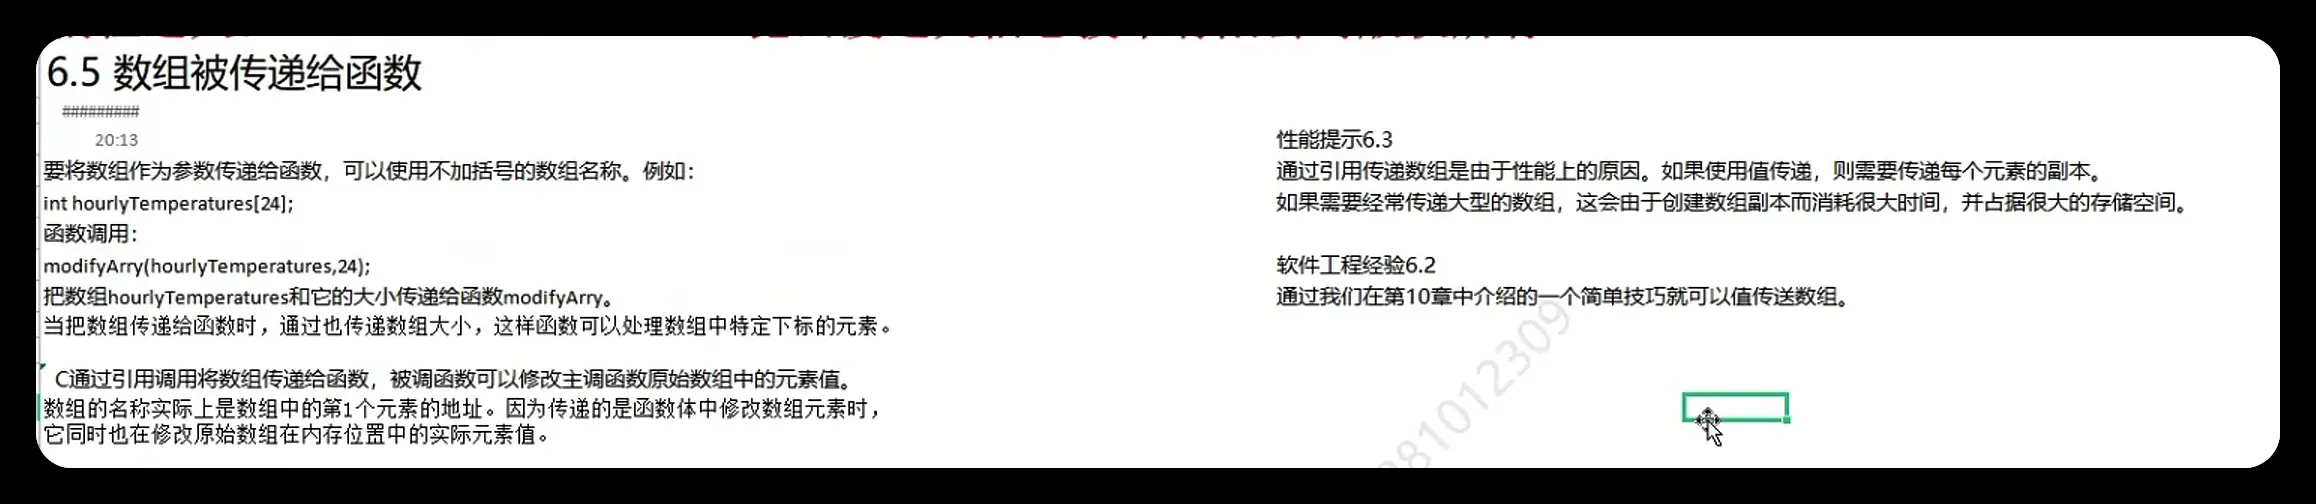 6.5 数组被传递给函数
#########
20:13
要将数组作为参数传递给函数，可以使用不加括号的数组名称。例如：
int hourlyTemperatures[24];
函数调用：
modifyArry(hourlyTemperatures,24);
把数组hourlyTemperatures和它的大小传递给函数modifyArry。
当把数组传递给函数时，通过也传递数组大小，这样函数可以处理数组中特定下标的元素。
C通过引用调用将数组传递给函数，被调函数可以修改主调函数原始数组中的元素值。
数组的名称实际上是数组中的第1个元素的地址。因为传递的是函数体中修改数组元素时，
它同时也在修改原始数组在内存位置中的实际元素值。
性能提示6.3
通过引用传递数组是由于性能上的原因。如果使用值传递，则需要传递每个元素的副本。
如果需要经常传递大型的数组，这会由于创建数组副本而消耗很大时间，并占据很大的存储空间。
软件工程经验6.2
通过我们在第10章中介绍的一个简单技巧就可以值传送数组。
81012309